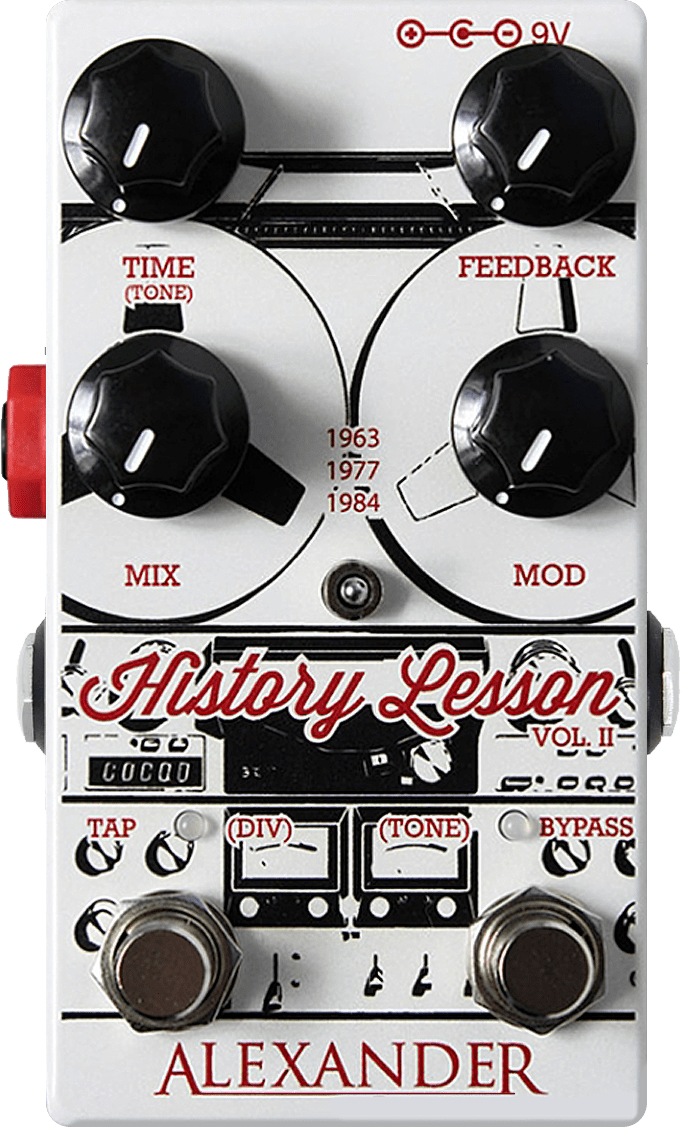 9V
TIME
(TONE)
FEEDBACK
1963
1977
1984
MIX
MOD
History Lesson
VOL. II
TAP
(DIV)
(TONE)
BYPASS
ALEXANDER